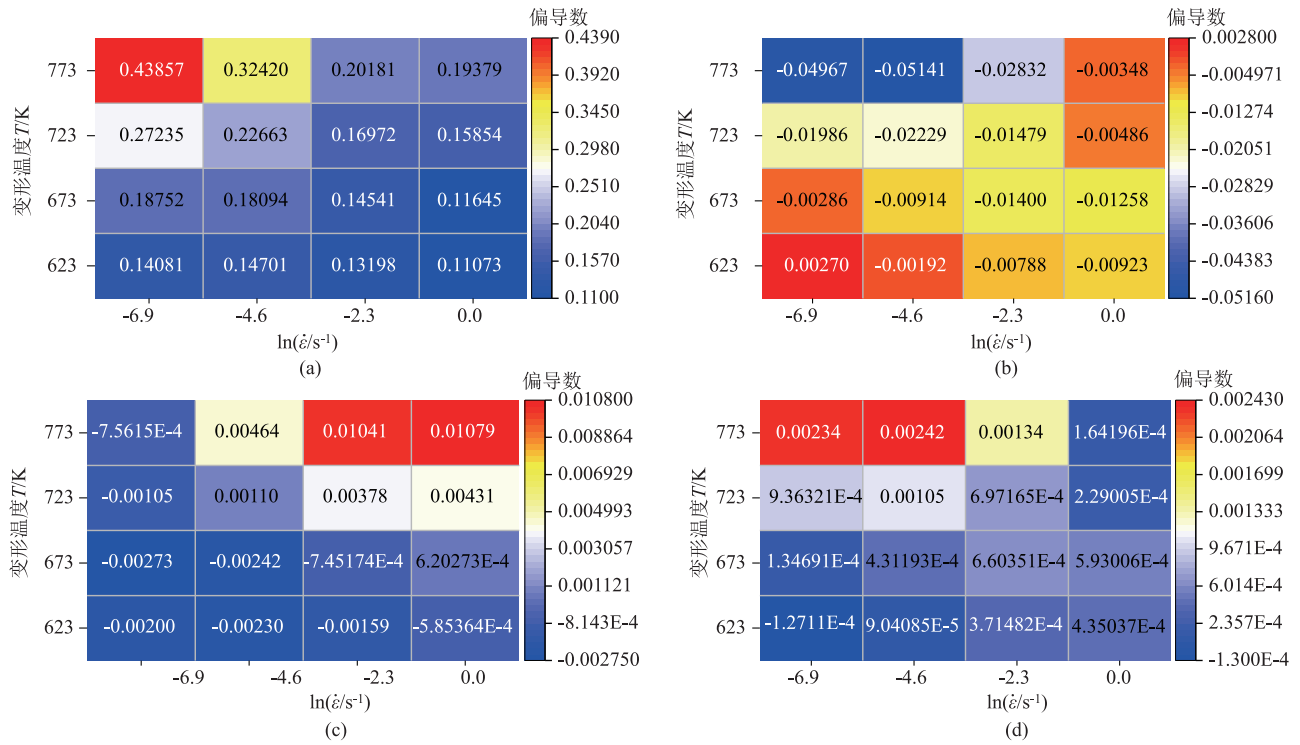 偏导数
0.4390
0.3920
0.3450
0.2980
0.2510
0.2040
0.1570
0.1100
变形温度T/K
773 0.43857 0.32420 0.20181 0.19379
723 0.27235 0.22663 0.16972 0.15854
673 0.18752 0.18094 0.14541 0.11645
623 0.14081 0.14701 0.13198 0.11073
-6.9 -4.6 -2.3 0.0
ln(ε̇/s⁻¹)
(a)
偏导数
0.002800
-0.004971
-0.01274
-0.02051
-0.02829
-0.03606
-0.04383
-0.05160
变形温度T/K
773 -0.04967 -0.05141 -0.02832 -0.00348
723 -0.01986 -0.02229 -0.01479 -0.00486
673 -0.00286 -0.00914 -0.01400 -0.01258
623 0.00270 -0.00192 -0.00788 -0.00923
-6.9 -4.6 -2.3 0.0
ln(ε̇/s⁻¹)
(b)
偏导数
0.010800
0.008864
0.006929
0.004993
0.003057
0.001121
-8.143E-4
-0.002750
变形温度T/K
773 -7.5615E-4 0.00464 0.01041 0.01079
723 -0.00105 0.00110 0.00378 0.00431
673 -0.00273 -0.00242 -7.45174E-4 6.20273E-4
623 -0.00200 -0.00230 -0.00159 -5.85364E-4
-6.9 -4.6 -2.3 0.0
ln(ε̇/s⁻¹)
(c)
偏导数
0.002430
0.002064
0.001699
0.001333
9.671E-4
6.014E-4
2.357E-4
-1.300E-4
变形温度T/K
773 0.00234 0.00242 0.00134 1.64196E-4
723 9.36321E-4 0.00105 6.97165E-4 2.29005E-4
673 1.34691E-4 4.31193E-4 6.60351E-4 5.93006E-4
623 -1.2711E-4 9.04085E-5 3.71482E-4 4.35037E-4
-6.9 -4.6 -2.3 0.0
ln(ε̇/s⁻¹)
(d)